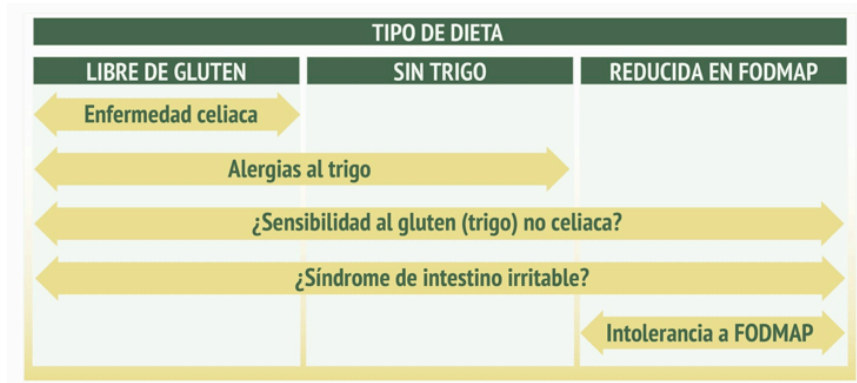 TIPO DE DIETA
LIBRE DE GLUTEN
SIN TRIGO
REDUCIDA EN FODMAP
Enfermedad celiaca
Alergias al trigo
¿Sensibilidad al gluten (trigo) no celiaca?
¿Síndrome de intestino irritable?
Intolerancia a FODMAP